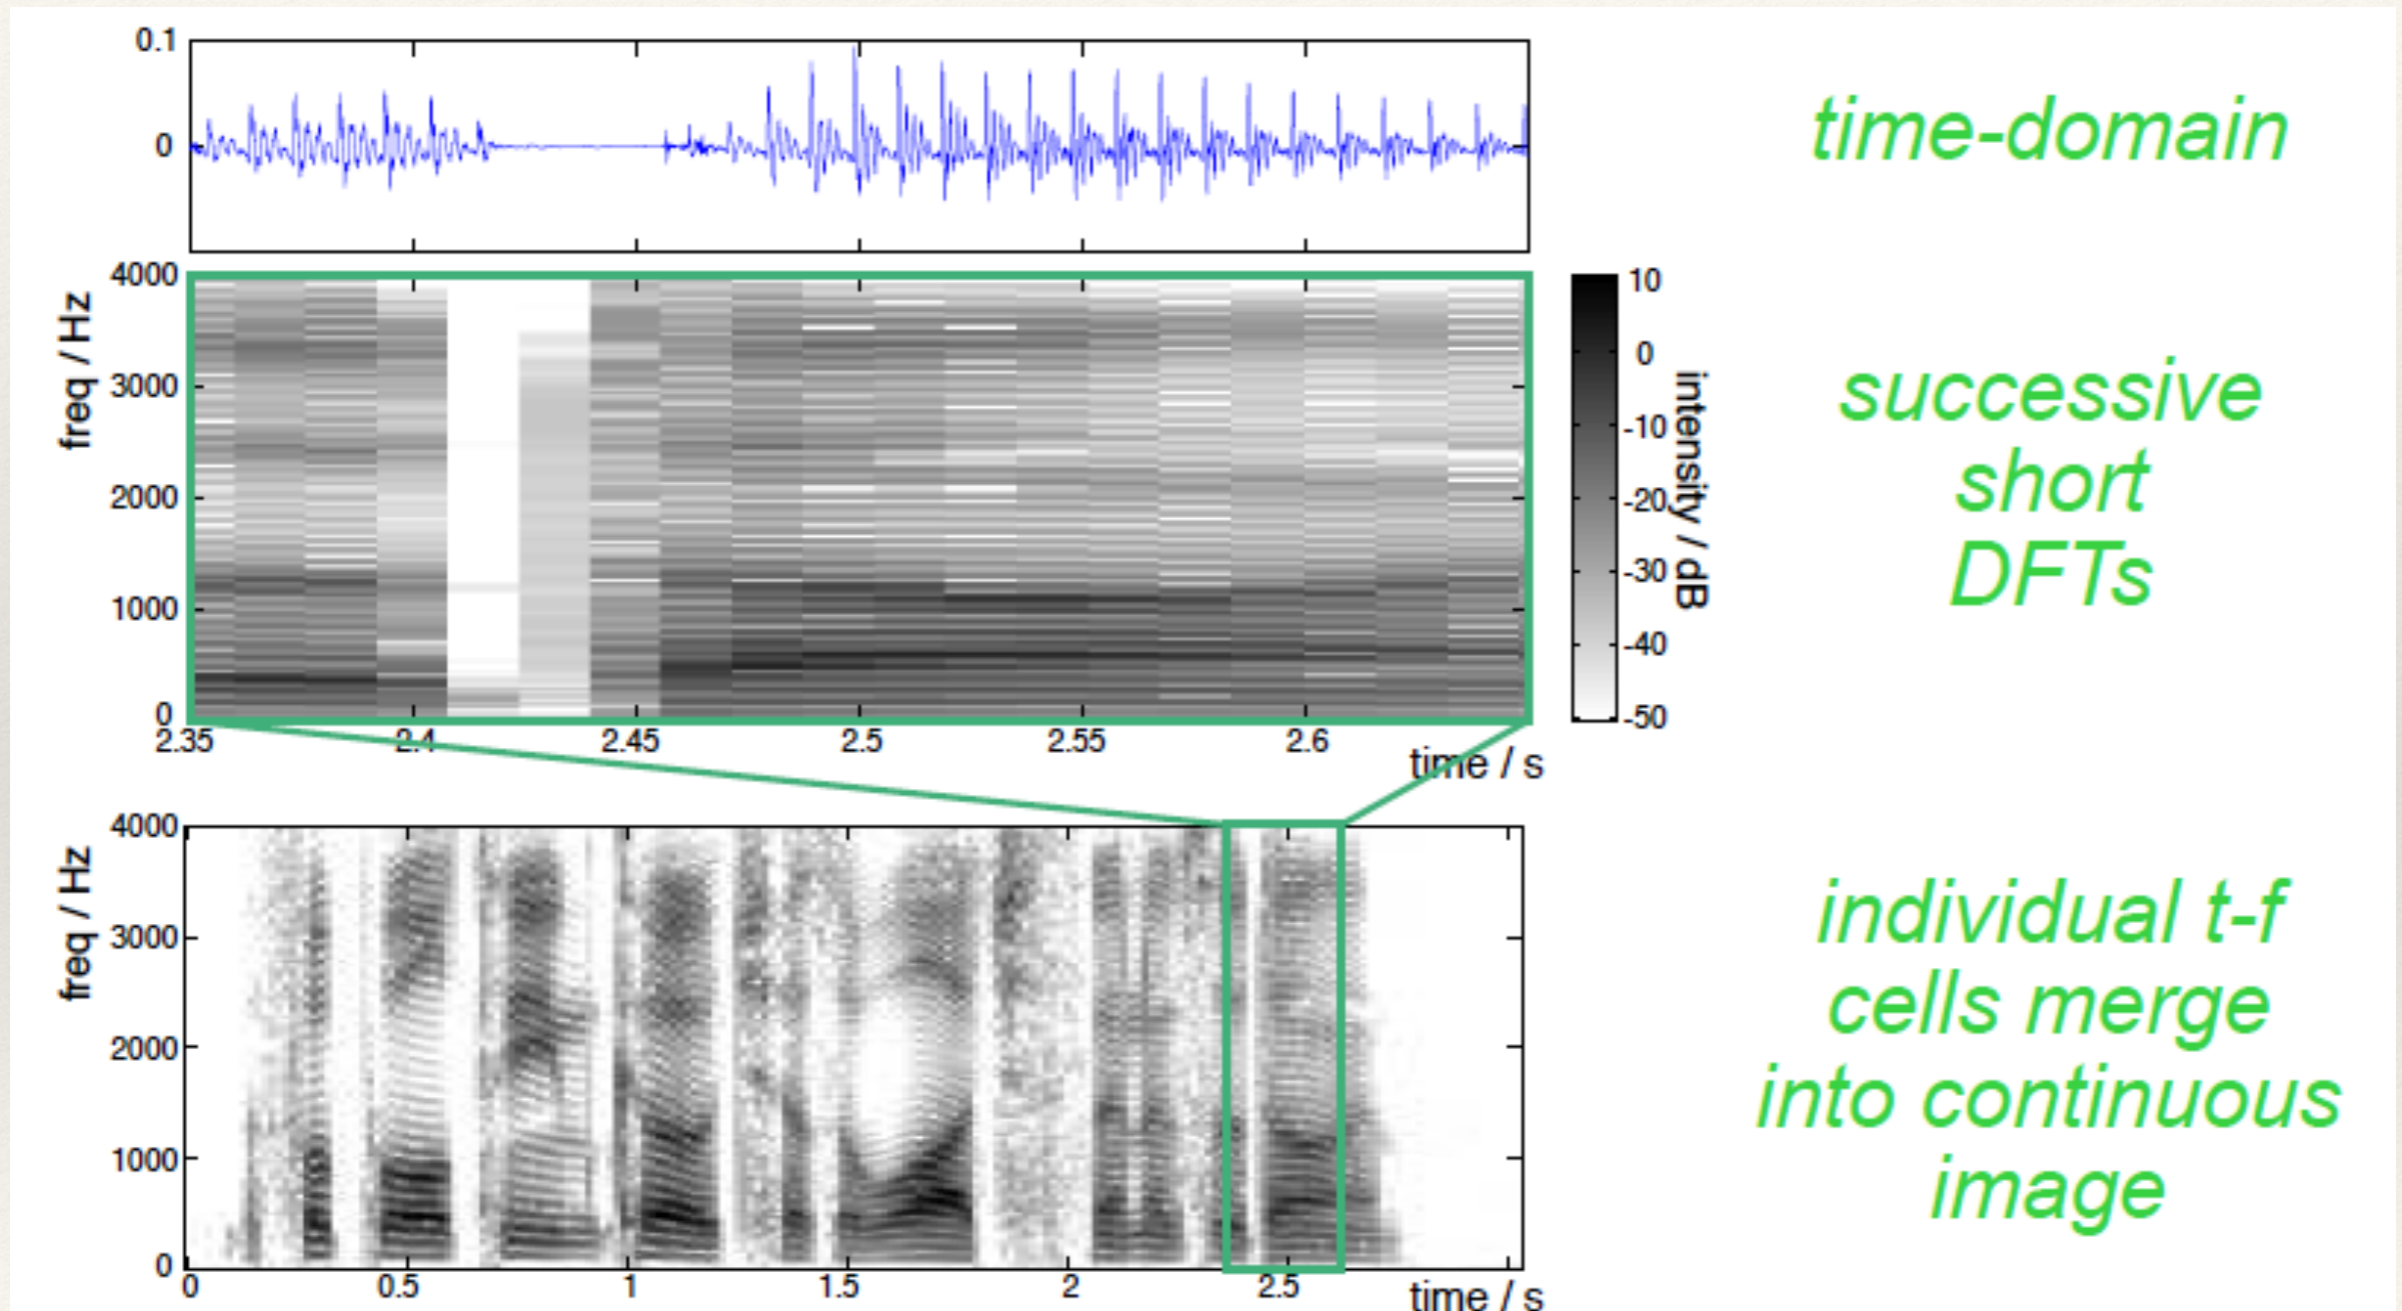 0.1
0
time-domain
4000
3000
2000
1000
0
freq / Hz
2.35
2.4
2.45
2.5
2.55
2.6
time / s
10
0
-10
-20
-30
-40
-50
intensity / dB
successive
short
DFTs
4000
3000
2000
1000
0
freq / Hz
0
0.5
1
1.5
2
2.5
time / s
individual t-f
cells merge
into continuous
image